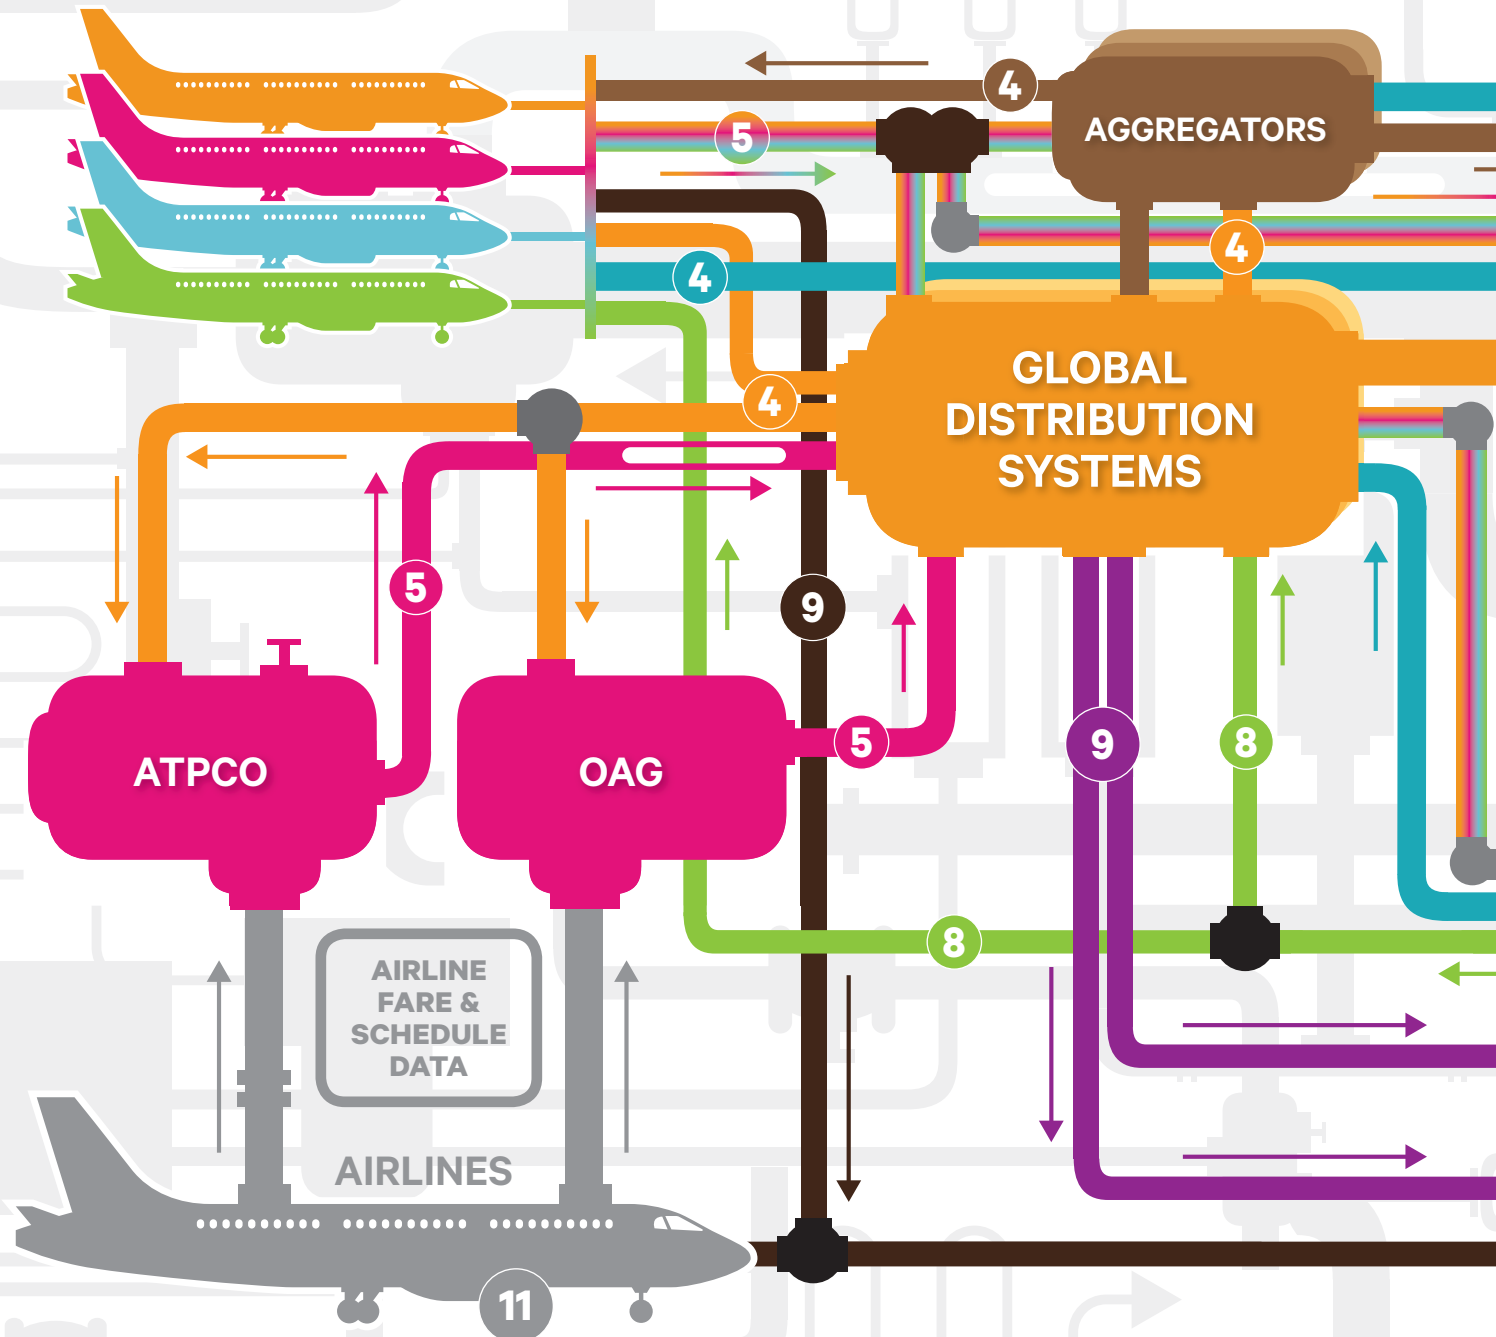 4
5
AGGREGATORS
4
4
GLOBAL
DISTRIBUTION
SYSTEMS
4
5
9
5
9
8
ATPCO
OAG
8
AIRLINE
FARE &
SCHEDULE
DATA
AIRLINES
11